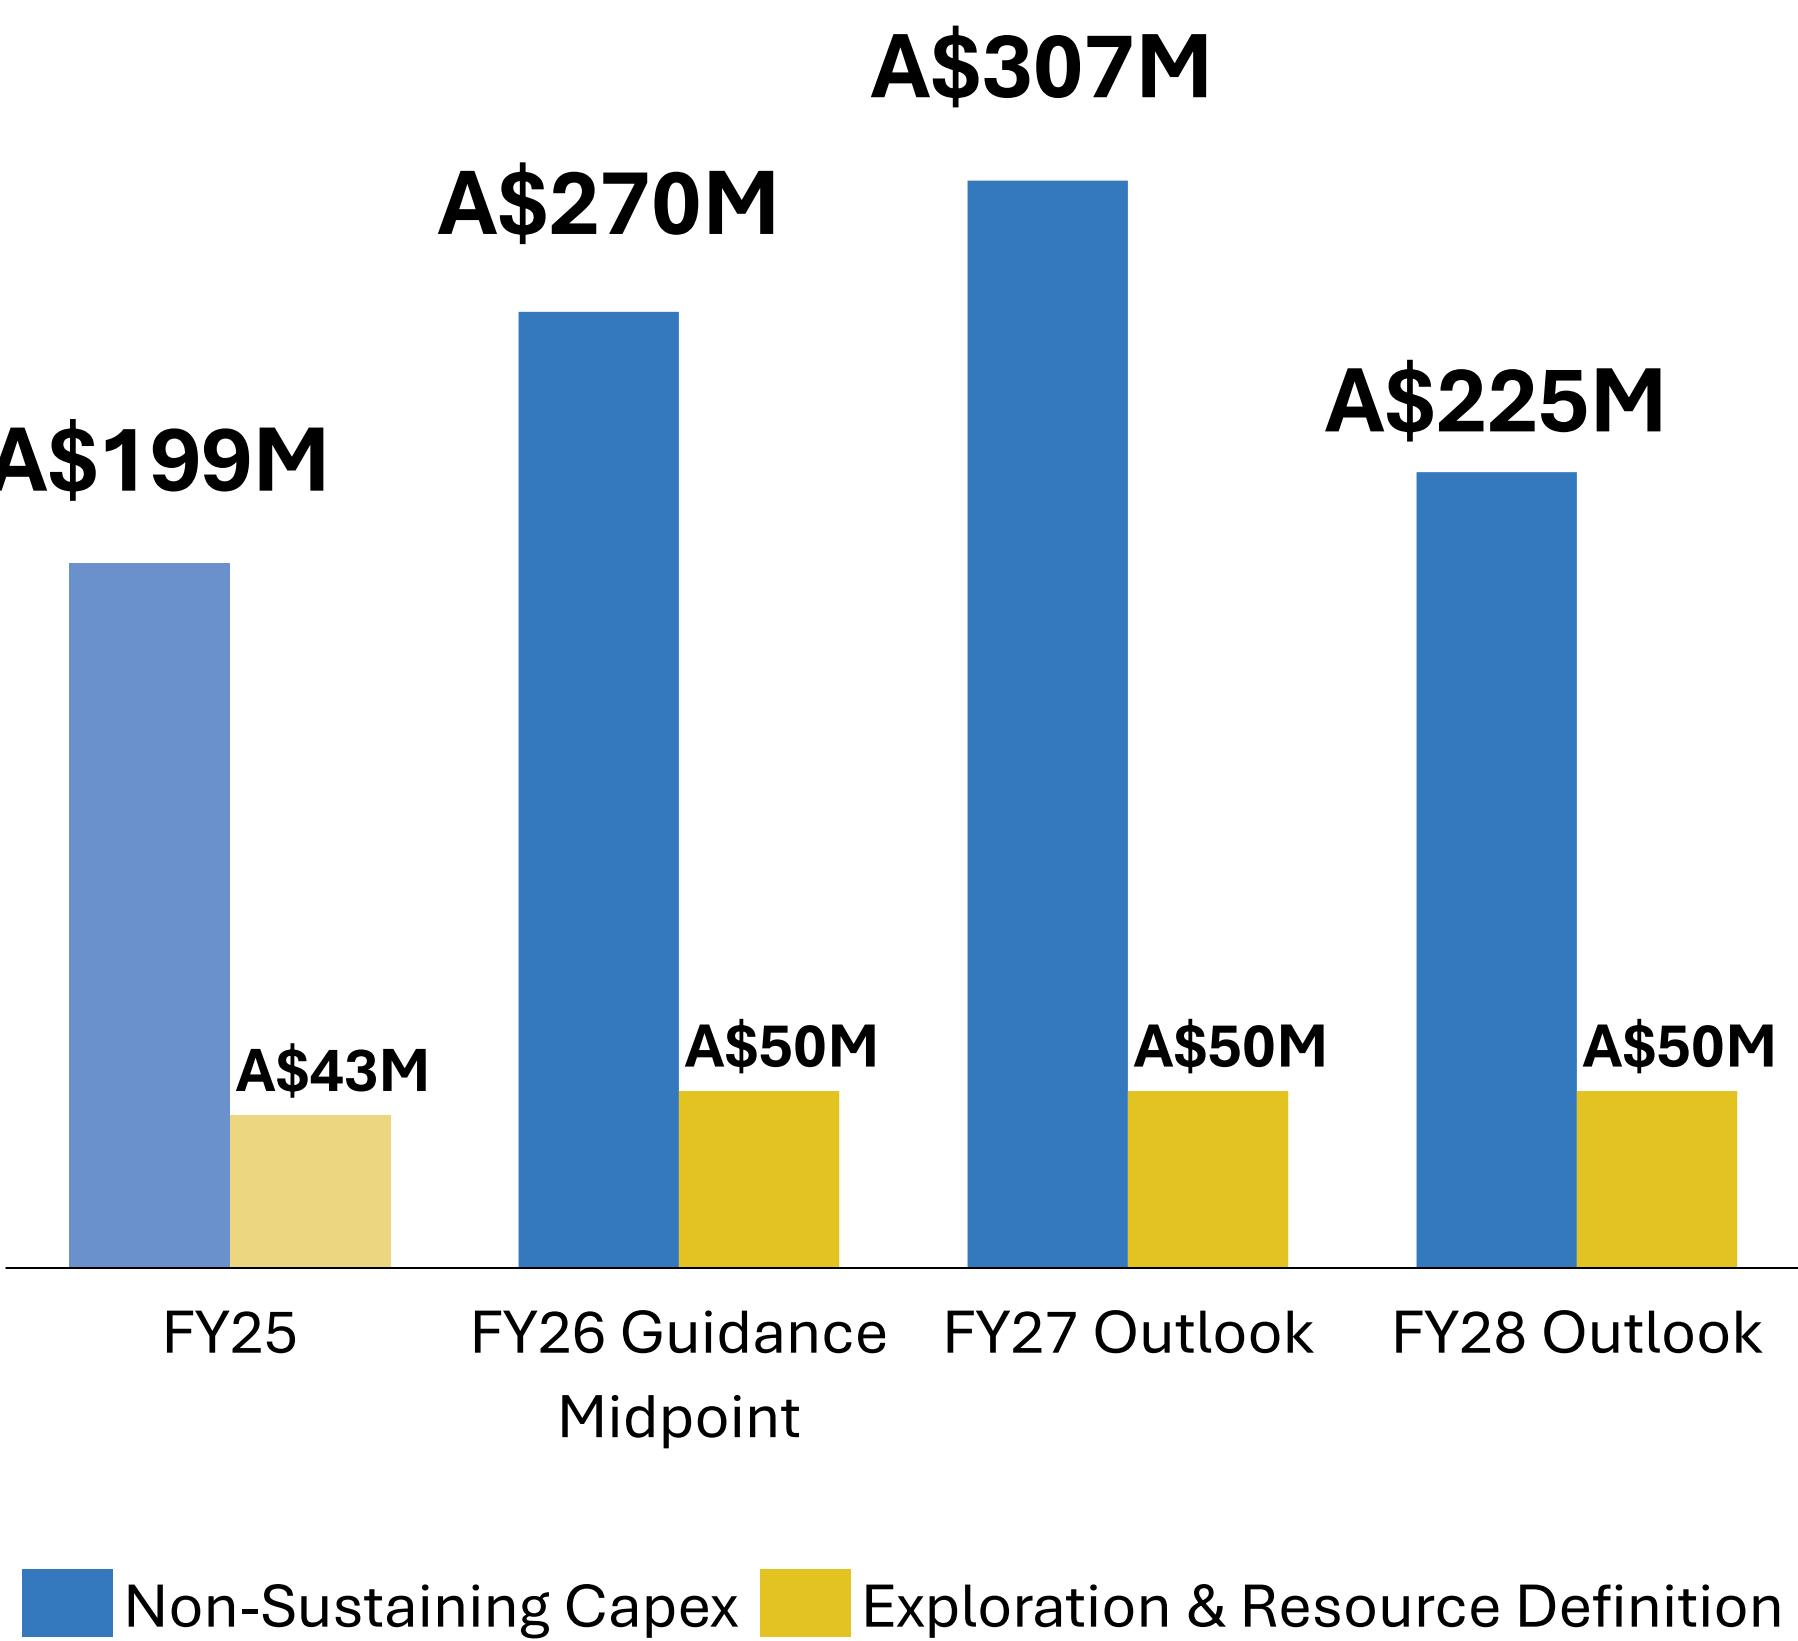 A$307M
A$270M
A$225M
A$199M
A$50M
A$50M
A$50M
A$43M
FY25
FY26 Guidance
Midpoint
FY27 Outlook
FY28 Outlook
Non-Sustaining Capex
Exploration & Resource Definition